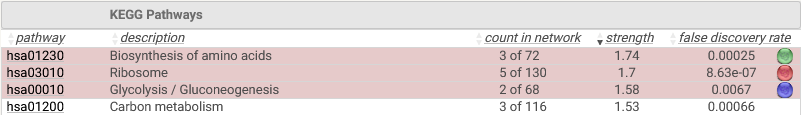 KEGG Pathways
pathway description count in network strength false discovery rate
hsa01230 Biosynthesis of amino acids 3 of 72 1.74 0.00025
hsa03010 Ribosome 5 of 130 1.7 8.63e-07
hsa00010 Glycolysis / Gluconeogenesis 2 of 68 1.58 0.0067
hsa01200 Carbon metabolism 3 of 116 1.53 0.00066